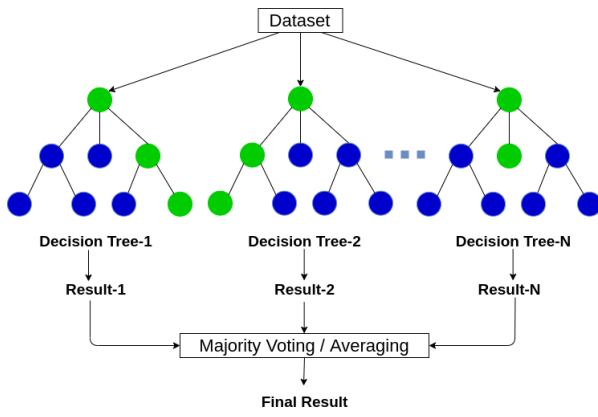 Dataset
Decision Tree-1
Decision Tree-2
Decision Tree-N
Result-1
Result-2
Result-N
Majority Voting / Averaging
Final Result